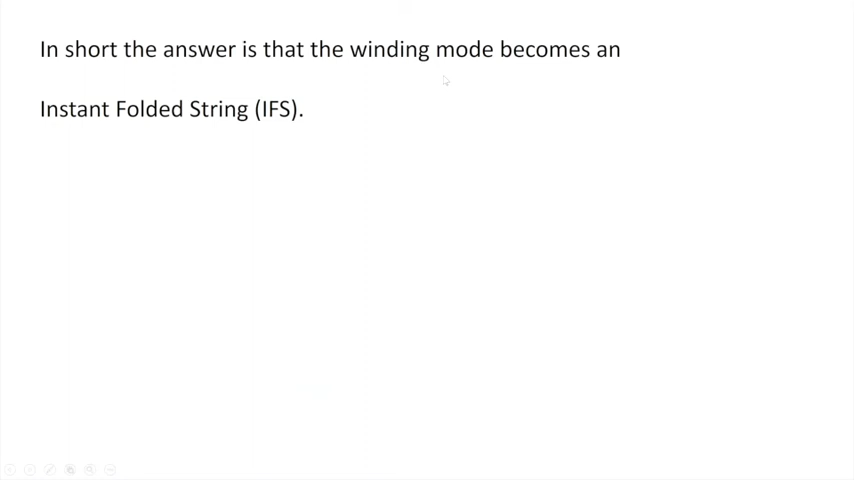 In short the answer is that the winding mode becomes an
Instant Folded String (IFS).